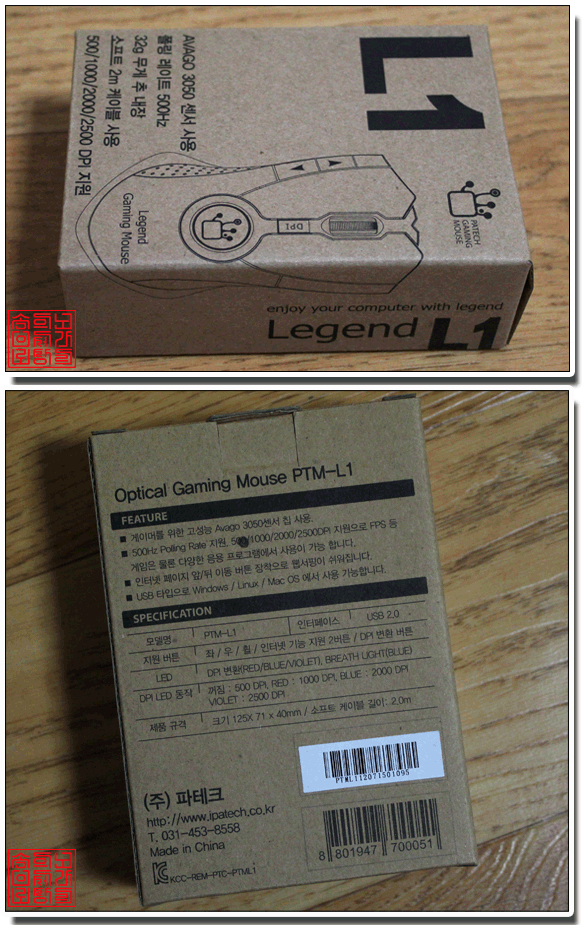 L1
PATECH
GAMING
MOUSE
AVAGO 3050 센서 사용
폴링 레이트 500Hz
32g 무게 추 내장
소프트 2m 케이블 사용
500/1000/2000/2500 DPI 지원
DPI
Legend
Gaming Mouse
enjoy your computer with legend
Legend L1
Optical Gaming Mouse PTM-L1
FEATURE
■ 게이머를 위한 고성능 Avago 3050센서 칩 사용.
■ 500Hz Polling Rate 지원, 500/1000/2000/2500DPI 지원으로 FPS 등
게임은 물론 다양한 응용 프로그램에서 사용이 가능 합니다.
■ 인터넷 페이지 앞/뒤 이동 버튼 장착으로 웹서핑이 쉬워집니다.
■ USB 타입으로 Windows / Linux / Mac OS 에서 사용 가능합니다.
SPECIFICATION
모델명 PTM-L1 인터페이스 USB 2.0
지원 버튼 좌 / 우 / 휠 / 인터넷 기능 지원 2버튼 / DPI 변환 버튼
LED DPI 변환(RED/BLUE/VIOLET), BREATH LIGHT(BLUE)
DPI LED 동작 꺼짐 : 500 DPI, RED : 1000 DPI, BLUE : 2000 DPI
VIOLET : 2500 DPI
제품 규격 크기 125X 71 x 40mm / 소프트 케이블 길이: 2.0m
PTML112071501095
(주) 파테크
http://www.ipatech.co.kr
T. 031-453-8558
Made in China
KCC-REM-PTC-PTML1
8 801947 700051